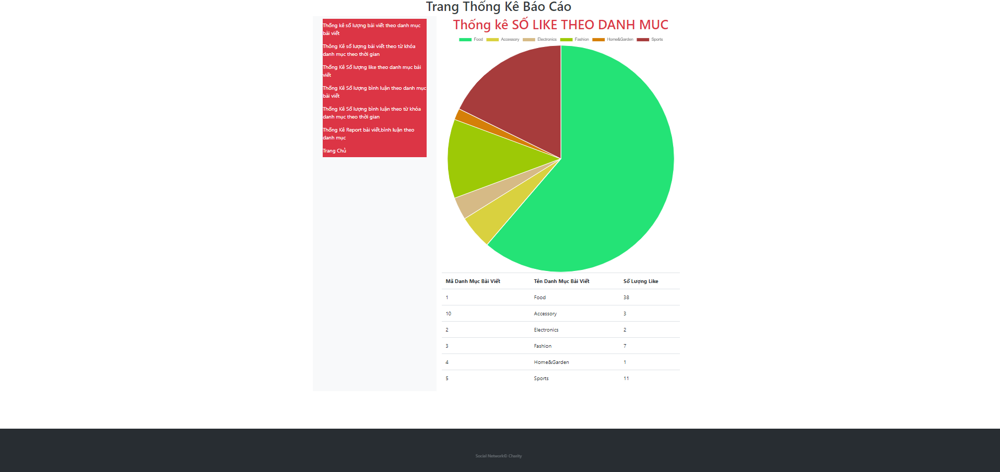 Trang Thống Kê Báo Cáo
Thống kê số lượng bài viết theo danh mục
bài viết
Thông Kê số lượng bài viết theo từ khóa
danh mục theo thời gian
Thống Kê Số lượng like theo danh mục bài
viết
Thống Kê Số lượng bình luận theo danh mục
bài viết
Thống Kê Số lượng bình luận theo từ khóa
danh mục theo thời gian
Thống Kê Report bài viết,bình luận theo
danh mục
Trang Chủ
Thống kê SỐ LIKE THEO DANH MUC
Food Accessory Electronics Fashion Home&Garden Sports
Mã Danh Mục Bài Viết Tên Danh Mục Bài Viết Số Lượng Like
1 Food 38
10 Accessory 3
2 Electronics 2
3 Fashion 7
4 Home&Garden 1
5 Sports 11
Social Network© Charity